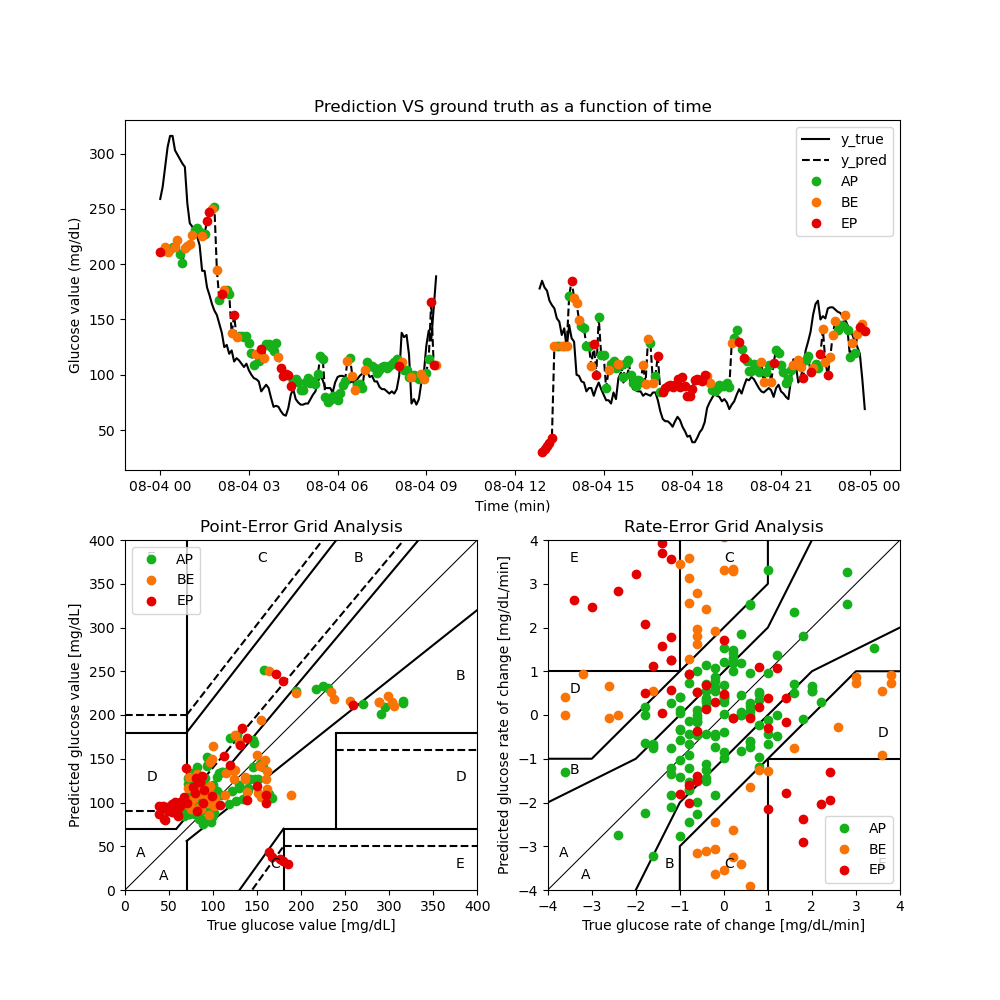 Prediction VS ground truth as a function of time
Glucose value (mg/dL)
300
250
200
150
100
50
y_true
y_pred
AP
BE
EP
08-04 00
08-04 03
08-04 06
08-04 09
08-04 12
08-04 15
08-04 18
08-04 21
08-05 00
Time (min)
Point-Error Grid Analysis
Predicted glucose value [mg/dL]
400
350
300
250
200
150
100
50
0
AP
BE
EP
C
B
B
D
D
A
A
C
E
0
50
100
150
200
250
300
350
400
True glucose value [mg/dL]
Rate-Error Grid Analysis
Predicted glucose rate of change [mg/dL/min]
4
3
2
1
0
−1
−2
−3
−4
E
C
D
D
B
A
A
B
C
AP
BE
EP
−4
−3
−2
−1
0
1
2
3
4
True glucose rate of change [mg/dL/min]